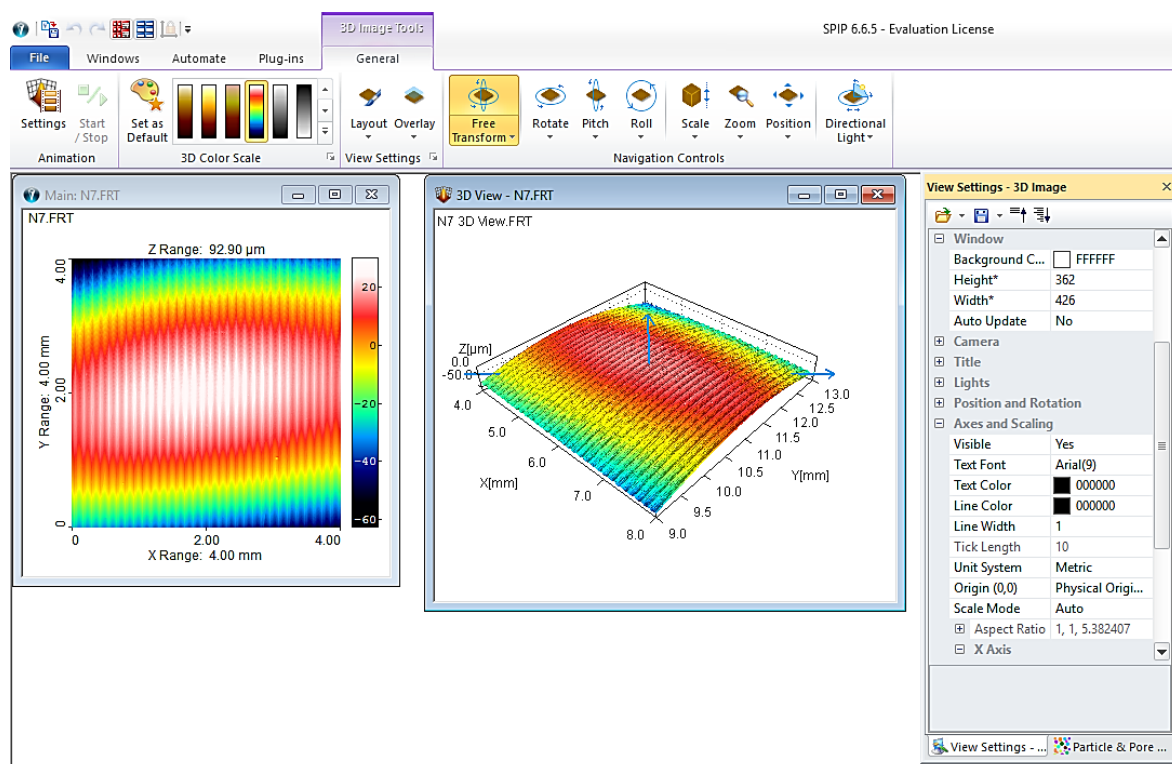 3D Image Tools
SPIP 6.6.5 - Evaluation License
File Windows Automate Plug-ins General
Settings Start / Stop
Animation
Set as Default
3D Color Scale
Layout Overlay
View Settings
Free Transform Rotate Pitch Roll Scale Zoom Position Directional Light
Navigation Controls
Main: N7.FRT
N7.FRT
Z Range: 92.90 µm
Y Range: 4.00 mm
4.00
2.00
0
0 2.00 4.00
X Range: 4.00 mm
20
0
-20
-40
-60
3D View - N7.FRT
N7 3D View.FRT
Z[µm]
0.0
-50.0
4.0
5.0
6.0
7.0
8.0
X[mm]
9.0
9.5
10.0
10.5
11.0
11.5
12.0
12.5
13.0
Y[mm]
View Settings - 3D Image
Window
Background C... FFFFFF
Height* 362
Width* 426
Auto Update No
Camera
Title
Lights
Position and Rotation
Axes and Scaling
Visible Yes
Text Font Arial(9)
Text Color 000000
Line Color 000000
Line Width 1
Tick Length 10
Unit System Metric
Origin (0,0) Physical Origi...
Scale Mode Auto
Aspect Ratio 1, 1, 5.382407
X Axis
View Settings - ... Particle & Pore ...